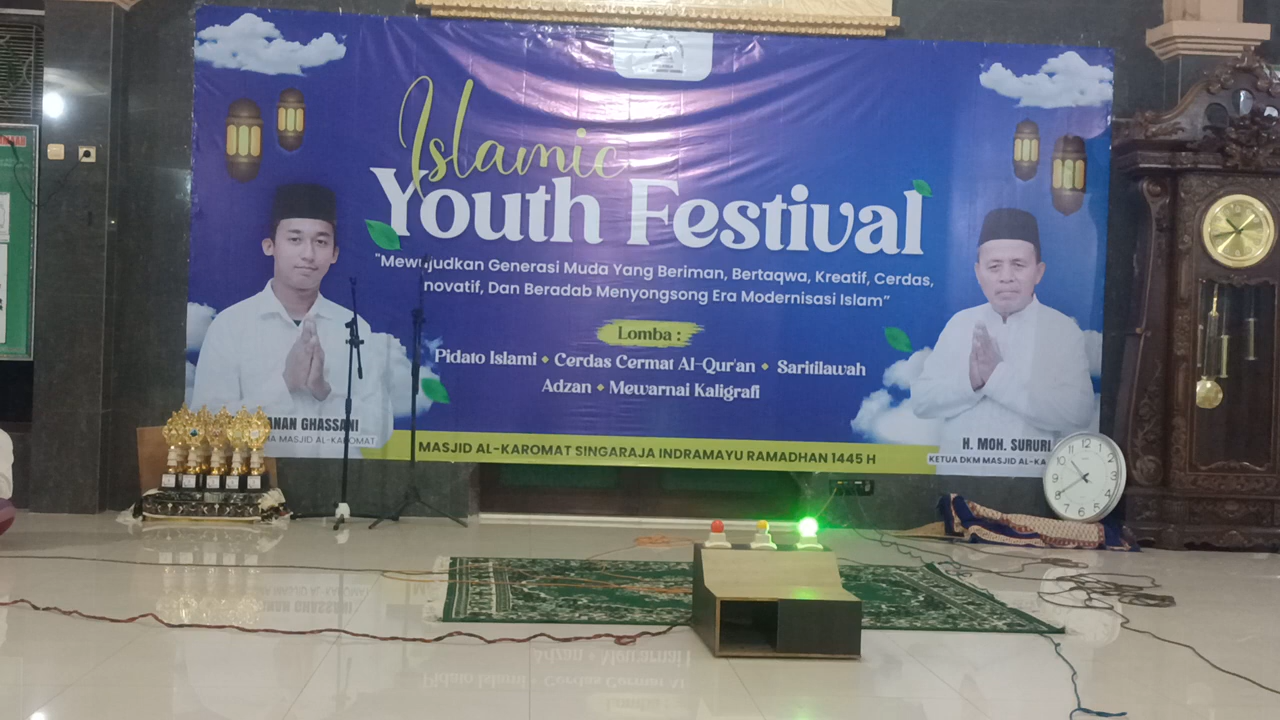 Islamic
Youth Festival
"Mewujudkan Generasi Muda Yang Beriman, Bertaqwa, Kreatif, Cerdas,
novatif, Dan Beradab Menyongsong Era Modernisasi Islam"
Lomba :
Pidato Islami • Cerdas Cermat Al-Qur'an • Saritilawah
Adzan • Mewarnai Kaligrafi
ANAN GHASSANI
MASJID AL-KAROMAT
H. MOH. SURURI
KETUA DKM MASJID AL-KA
MASJID AL-KAROMAT SINGARAJA INDRAMAYU RAMADHAN 1445 H